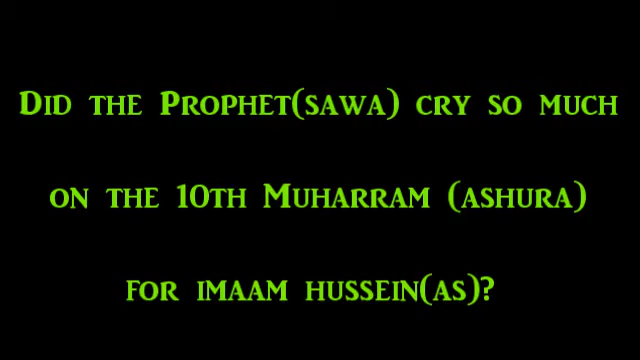 Did the Prophet(sawa) cry so much
on the 10th Muharram (ashura)
for imaam hussein(as)?